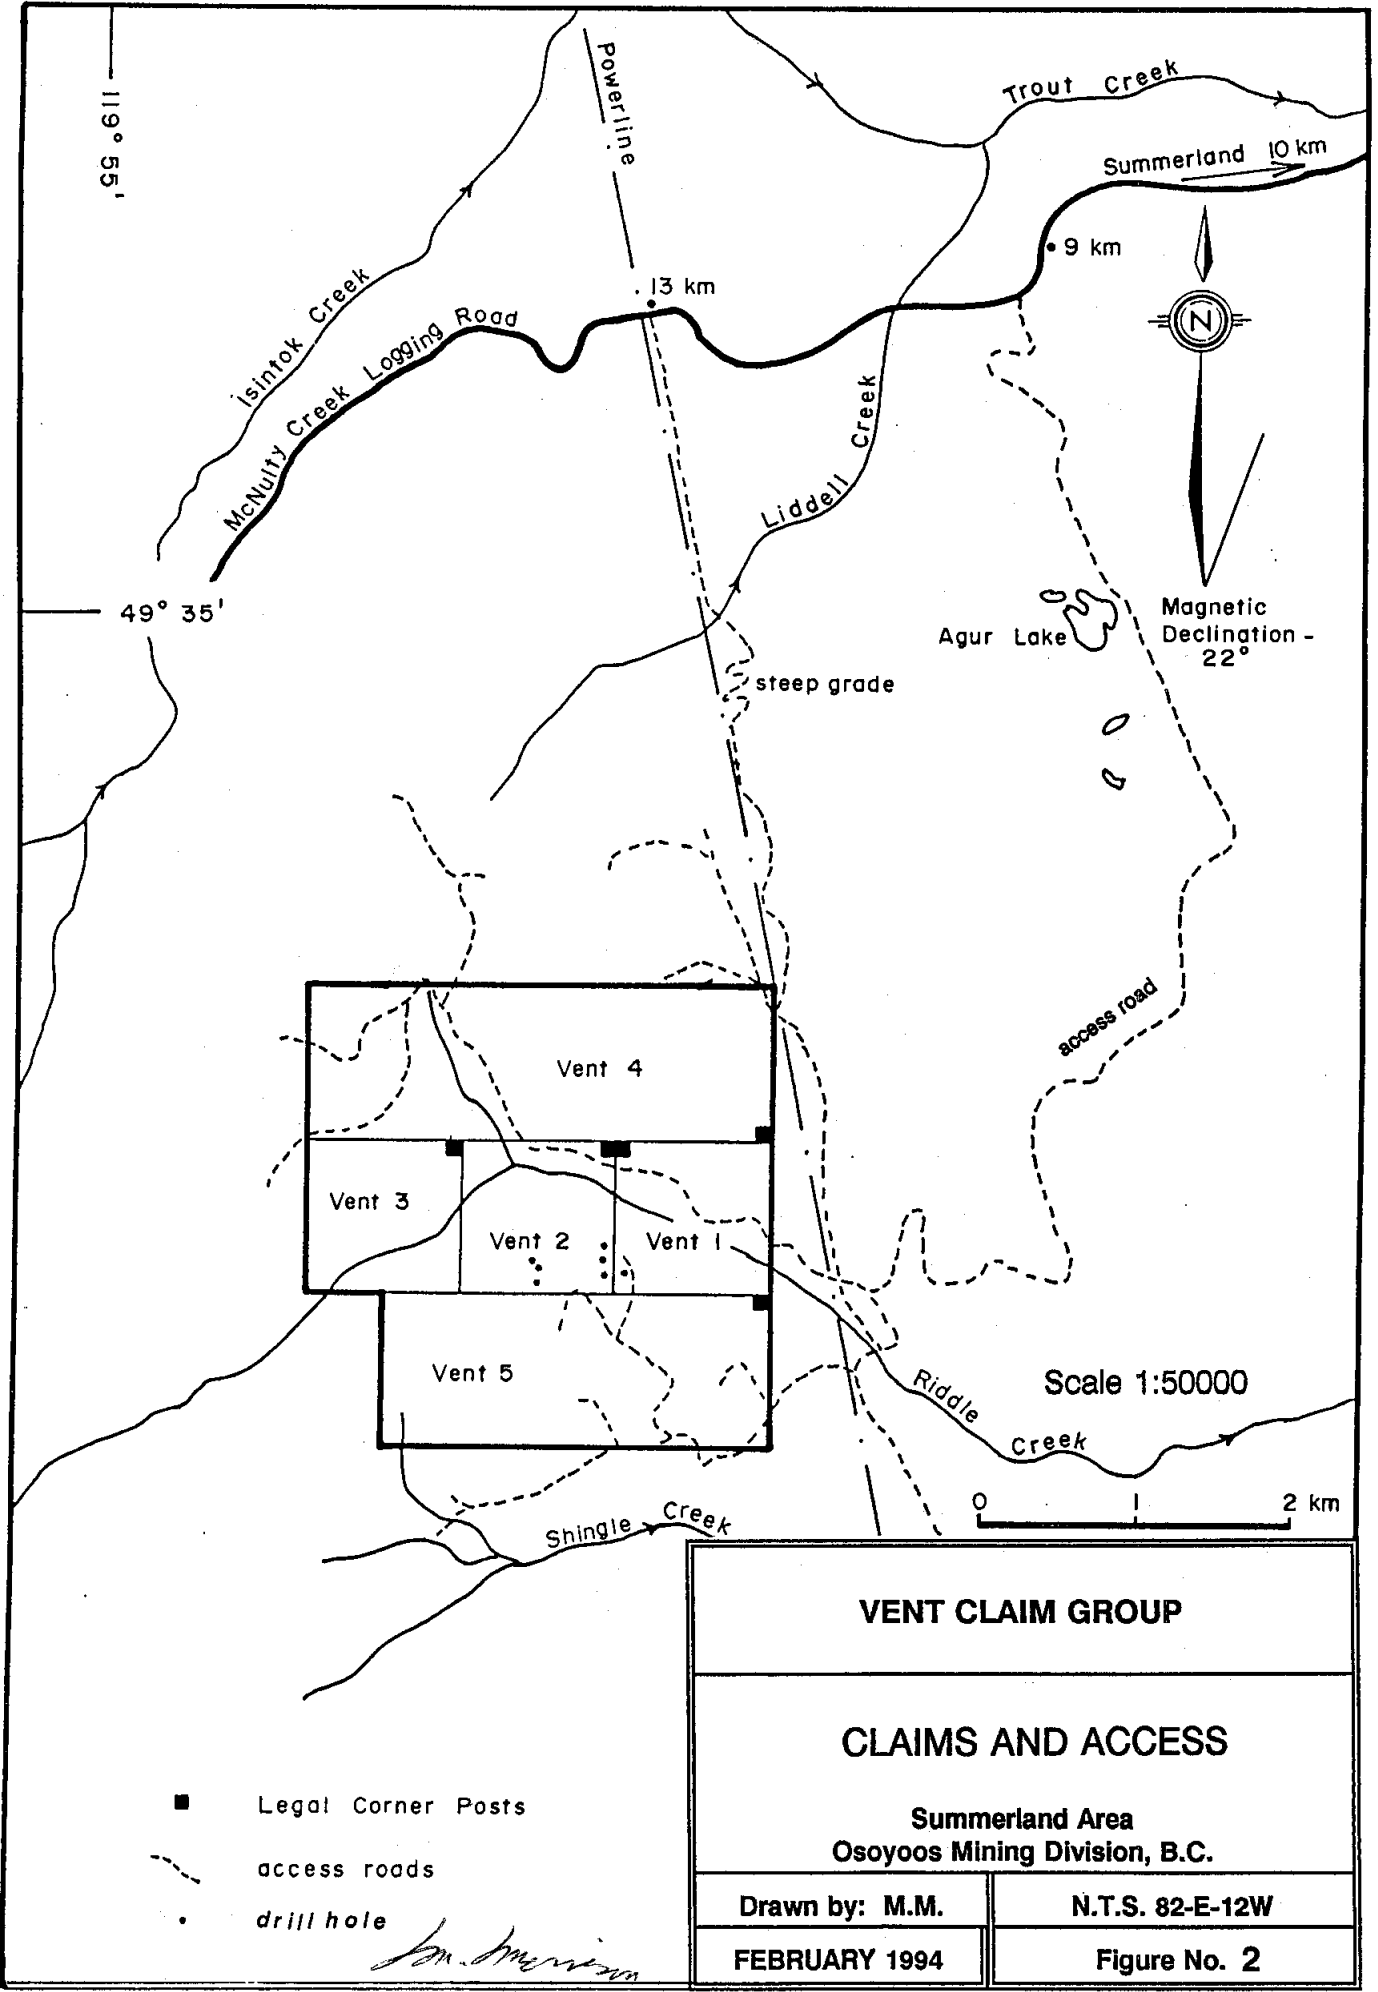 Powerline
Trout Creek
119° 55'
Summerland 10 km
9 km
13 km
Isintok Creek
McNulty Creek Logging Road
N
Liddell Creek
49° 35'
Magnetic
Declination -
22°
Agur Lake
steep grade
access road
Vent 4
Vent 3
Vent 2
Vent 1
Vent 5
Scale 1:50000
Riddle Creek
0 1 2 km
Shingle Creek
VENT CLAIM GROUP
CLAIMS AND ACCESS
Summerland Area
Osoyoos Mining Division, B.C.
Drawn by: M.M.
N.T.S. 82-E-12W
FEBRUARY 1994
Figure No. 2
Legal Corner Posts
access roads
drill hole